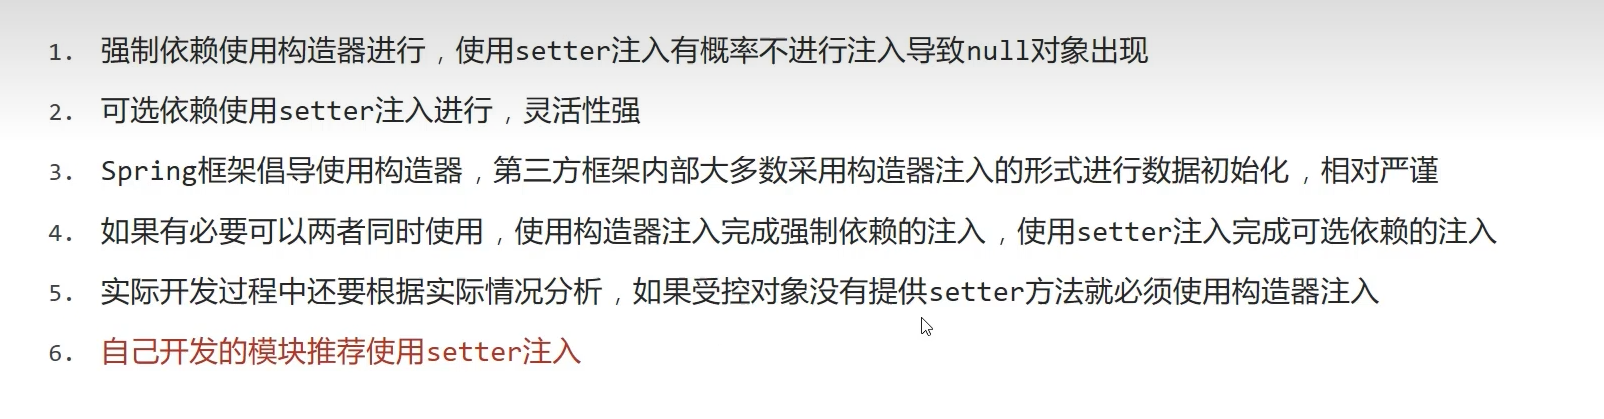 1. 强制依赖使用构造器进行，使用setter注入有概率不进行注入导致null对象出现
2. 可选依赖使用setter注入进行，灵活性强
3. Spring框架倡导使用构造器，第三方框架内部大多数采用构造器注入的形式进行数据初始化，相对严谨
4. 如果有必要可以两者同时使用，使用构造器注入完成强制依赖的注入，使用setter注入完成可选依赖的注入
5. 实际开发过程中还要根据实际情况分析，如果受控对象没有提供setter方法就必须使用构造器注入
6. 自己开发的模块推荐使用setter注入